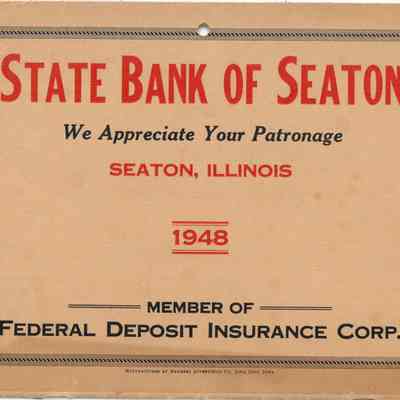 STATE BANK OF SEATON
We Appreciate Your Patronage
SEATON, ILLINOIS
1948
MEMBER OF
FEDERAL DEPOSIT INSURANCE CORP.